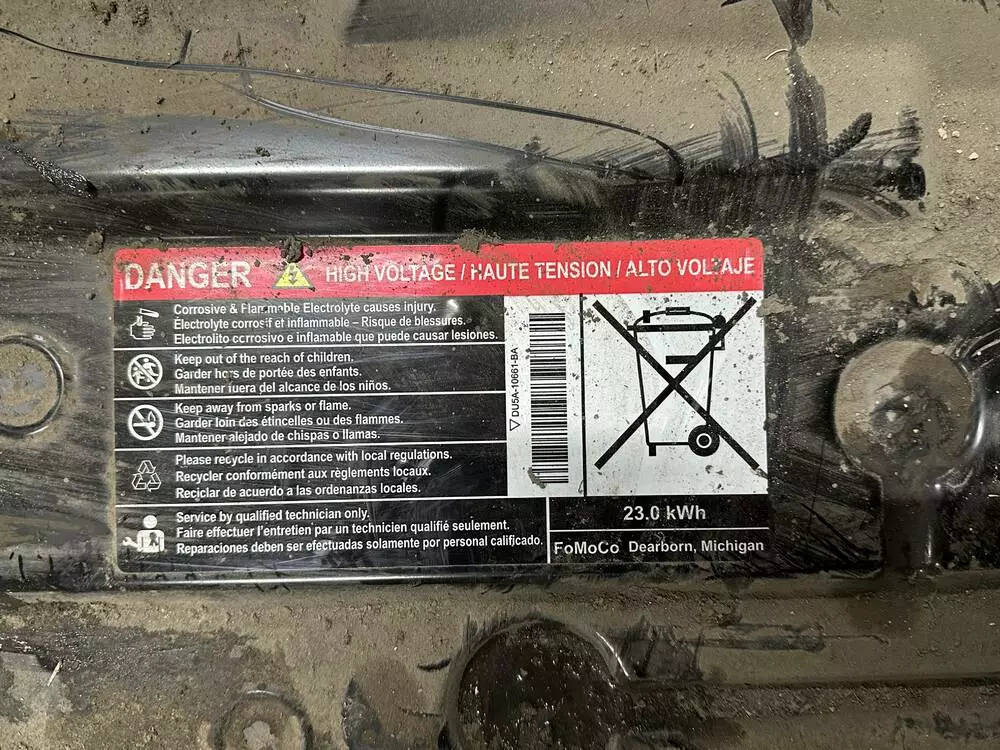 DANGER HIGH VOLTAGE / HAUTE TENSION / ALTO VOLTAJE
Corrosive & Flammable Electrolyte causes injury.
Électrolyte corrosif et inflammable – Risque de blessures.
Electrolito corrosivo e inflamable que puede causar lesiones.
Keep out of the reach of children.
Garder hors de portée des enfants.
Mantener fuera del alcance de los niños.
Keep away from sparks or flame.
Garder loin des étincelles ou des flammes.
Mantener alejado de chispas o llamas.
Please recycle in accordance with local regulations.
Recycler conformément aux règlements locaux.
Reciclar de acuerdo a las ordenanzas locales.
Service by qualified technician only.
Faire effectuer l'entretien par un technicien qualifié seulement.
Reparaciones deben ser efectuadas solamente por personal calificado.
DU5A-10661-BA
23.0 kWh
FoMoCo Dearborn, Michigan